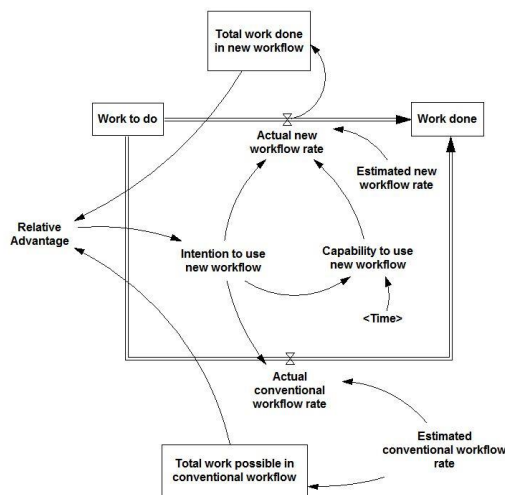 Total work done
in new workflow
Work to do
Work done
Actual new
workflow rate
Estimated new
workflow rate
Relative
Advantage
Intention to use
new workflow
Capability to use
new workflow
<Time>
Actual
conventional
workflow rate
Estimated
conventional workflow
rate
Total work possible in
conventional workflow